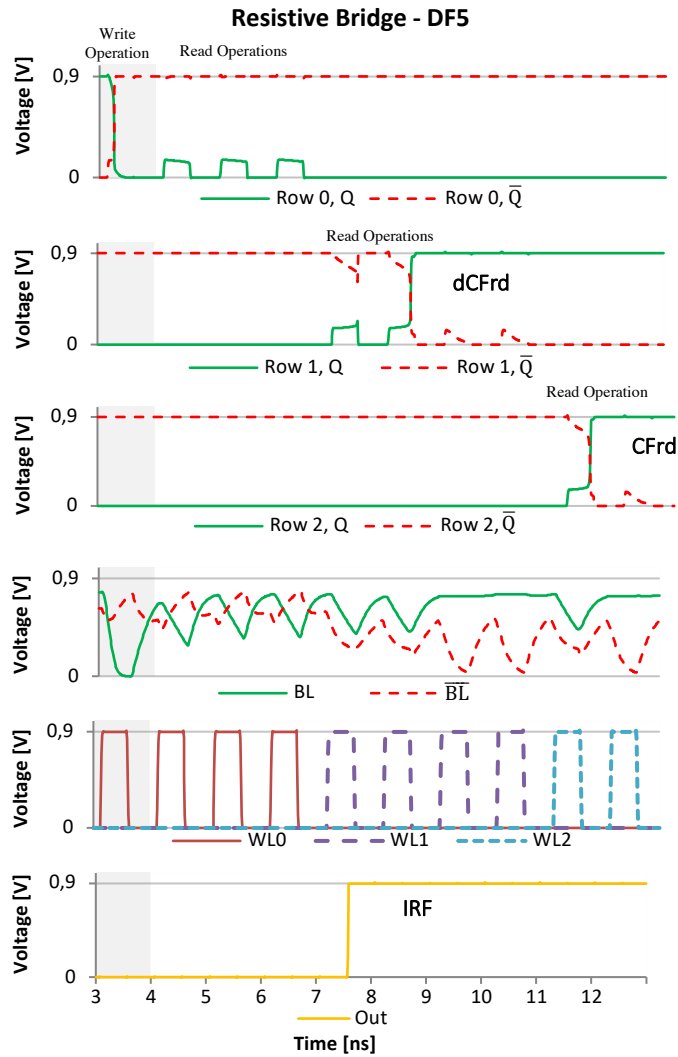 Resistive Bridge - DF5
Write
Operation
Read Operations
Voltage [V]
0,9
0
Row 0, Q
Row 0, Q̅
Voltage [V]
Read Operations
0,9
dCFrd
0
Row 1, Q
Row 1, Q̅
Voltage [V]
Read Operation
0,9
CFrd
0
Row 2, Q
Row 2, Q̅
Voltage [V]
0,9
0
BL
B̅L̅
Voltage [V]
0,9
0
WL0
WL1
WL2
Voltage [V]
0,9
IRF
0
3 4 5 6 7 8 9 10 11 12
Out
Time [ns]